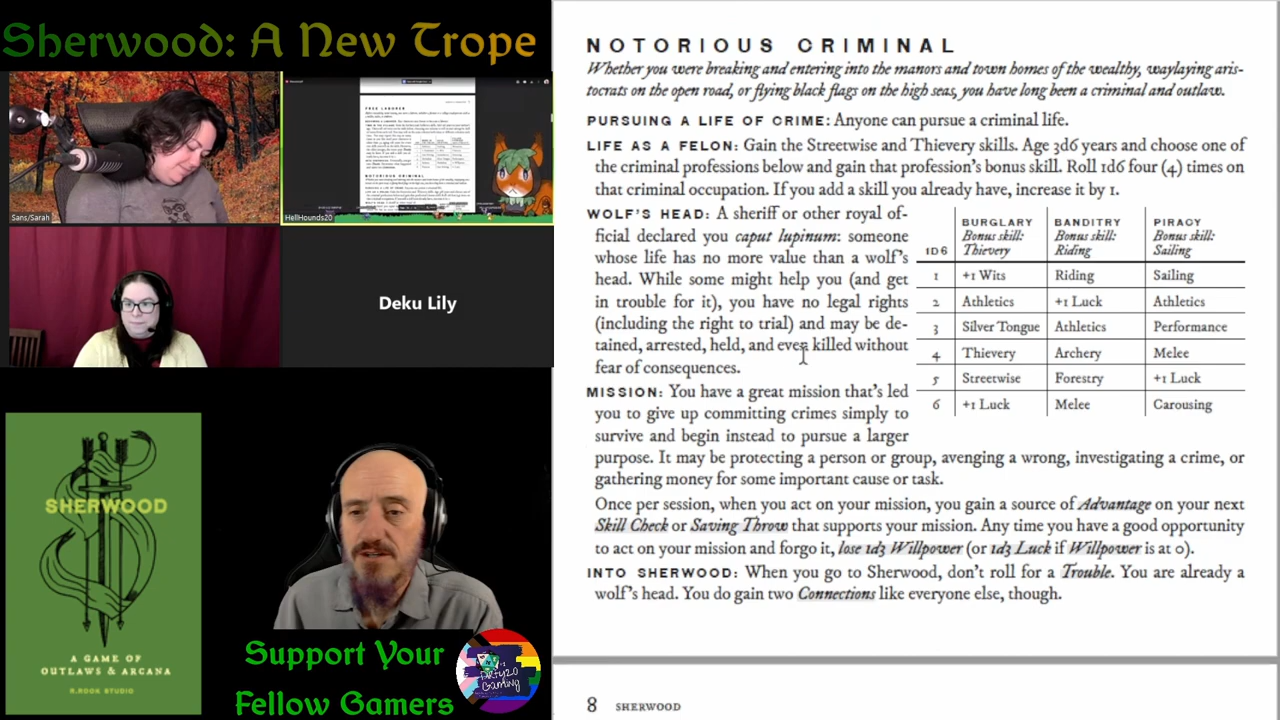 Sherwood: A New Trope
Sans/Sarah
HellHounds20
Deku Lily
SHERWOOD
A GAME OF
OUTLAWS & ARCANA
R.ROOK STUDIO
Support Your
Fellow Gamers
NOTORIOUS CRIMINAL
Whether you were breaking and entering into the manors and town homes of the wealthy, waylaying aris-
tocrats on the open road, or flying black flags on the high seas, you have long been a criminal and outlaw.
PURSUING A LIFE OF CRIME: Anyone can pursue a criminal life.
LIFE AS A FELON: Gain the Streetwise and Thievery skills. Age 3d6 years and choose one of
the criminal professions below and gain that profession's bonus skill. Then roll four (4) times on
that criminal occupation. If you add a skill you already have, increase it by 1.
WOLF'S HEAD: A sheriff or other royal of-
ficial declared you caput lupinum: someone
whose life has no more value than a wolf's
head. While some might help you (and get
in trouble for it), you have no legal rights
(including the right to trial) and may be de-
tained, arrested, held, and even killed without
fear of consequences.
1D6 BURGLARY Bonus skill: Thievery BANDITRY Bonus skill: Riding PIRACY Bonus skill: Sailing
1 +1 Wits Riding Sailing
2 Athletics +1 Luck Athletics
3 Silver Tongue Athletics Performance
4 Thievery Archery Melee
5 Streetwise Forestry +1 Luck
6 +1 Luck Melee Carousing
MISSION: You have a great mission that's led
you to give up committing crimes simply to
survive and begin instead to pursue a larger
purpose. It may be protecting a person or group, avenging a wrong, investigating a crime, or
gathering money for some important cause or task.
Once per session, when you act on your mission, you gain a source of Advantage on your next
Skill Check or Saving Throw that supports your mission. Any time you have a good opportunity
to act on your mission and forgo it, lose 1d3 Willpower (or 1d3 Luck if Willpower is at 0).
INTO SHERWOOD: When you go to Sherwood, don't roll for a Trouble. You are already a
wolf's head. You do gain two Connections like everyone else, though.
8 SHERWOOD